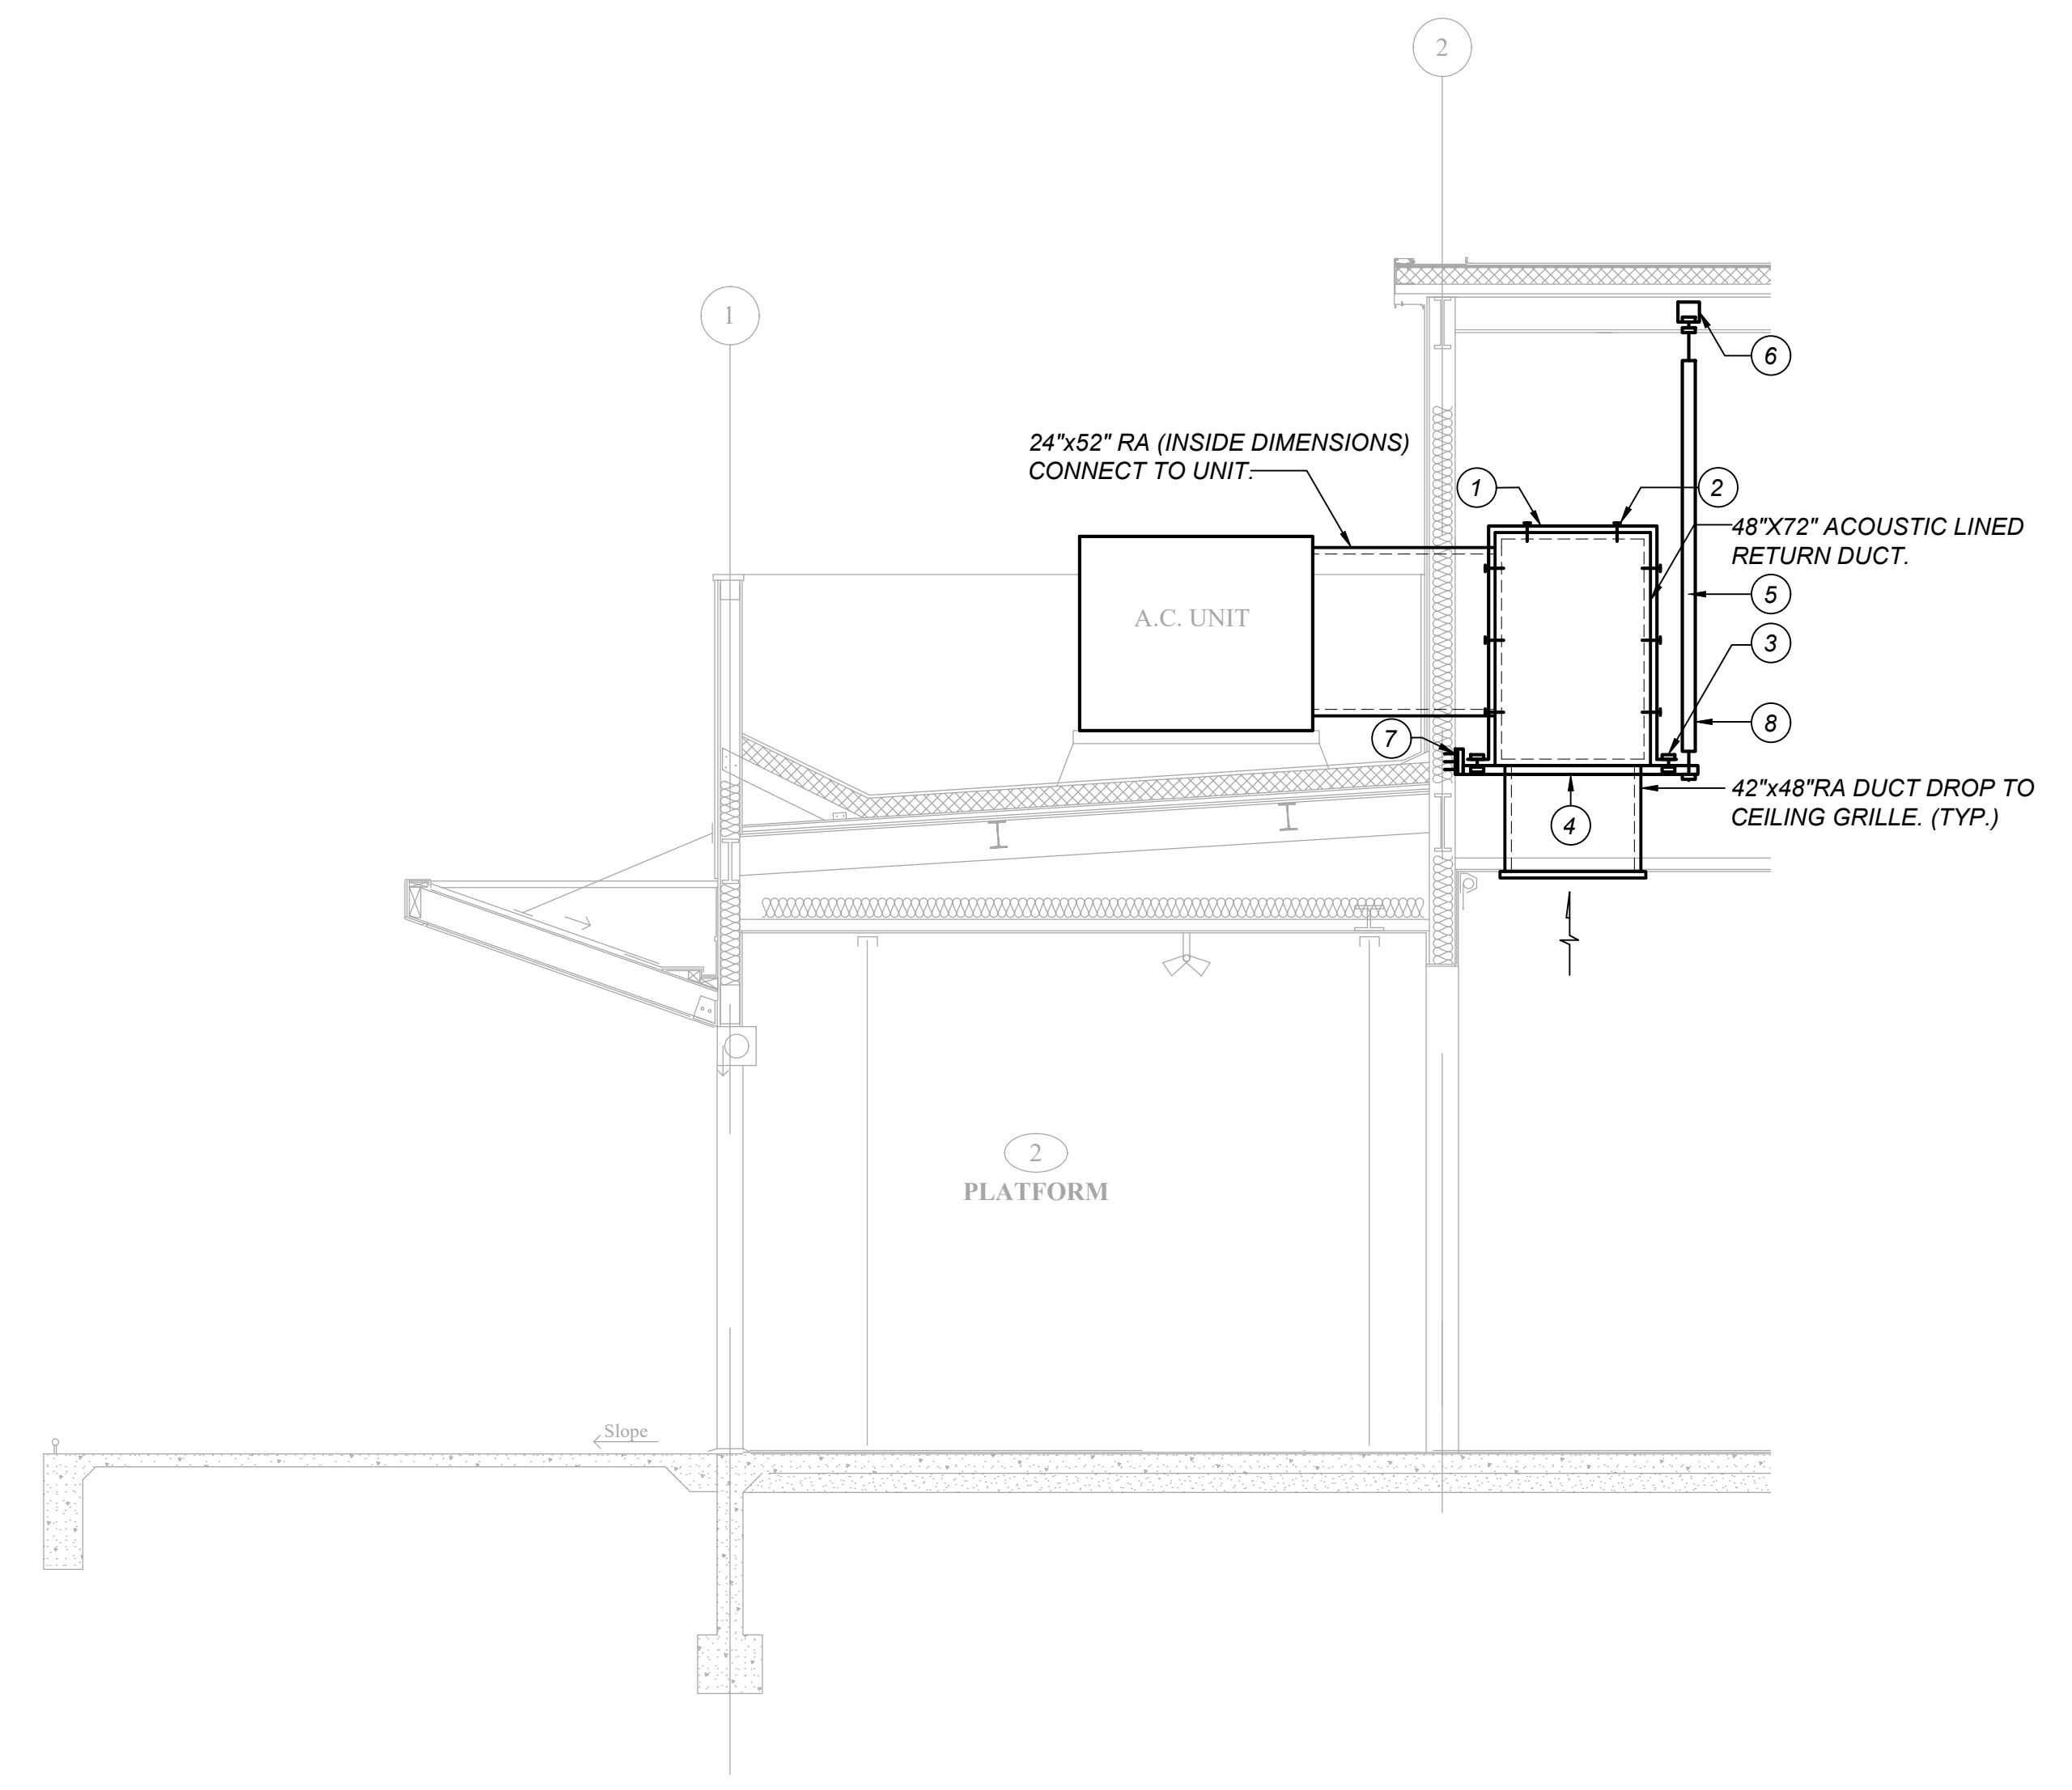 2
1
6
24"x52" RA (INSIDE DIMENSIONS)
CONNECT TO UNIT.
1
2
48"X72" ACOUSTIC LINED
RETURN DUCT.
5
A.C. UNIT
3
8
7
42"x48"RA DUCT DROP TO
CEILING GRILLE. (TYP.)
4
2
PLATFORM
Slope